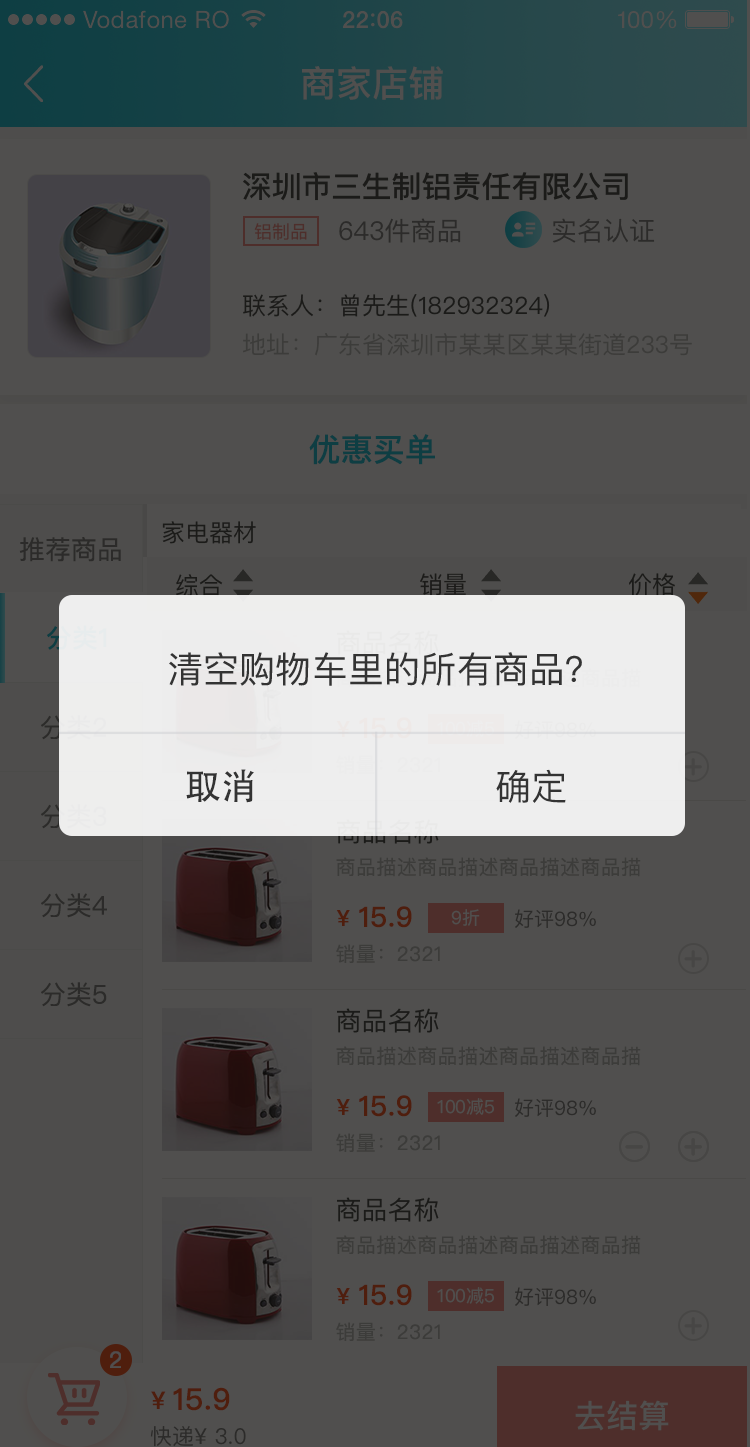 Vodafone RO 22:06 100%
商家店铺
深圳市三生制铝责任有限公司
铝制品 643件商品 实名认证
联系人：曾先生(182932324)
地址：广东省深圳市某某区某某街道233号
优惠买单
推荐商品
家电器材
综合 销量 价格
分类1
商品名称
清空购物车里的所有商品?
¥ 15.9 好评98%
分类2
取消 确定
分类3
商品名称
商品描述商品描述商品描述商品描
¥ 15.9 9折 好评98%
销量：2321
分类4
分类5
商品名称
商品描述商品描述商品描述商品描
¥ 15.9 100减5 好评98%
销量：2321
商品名称
商品描述商品描述商品描述商品描
¥ 15.9 100减5 好评98%
销量：2321
2
¥ 15.9
快递¥ 3.0
去结算